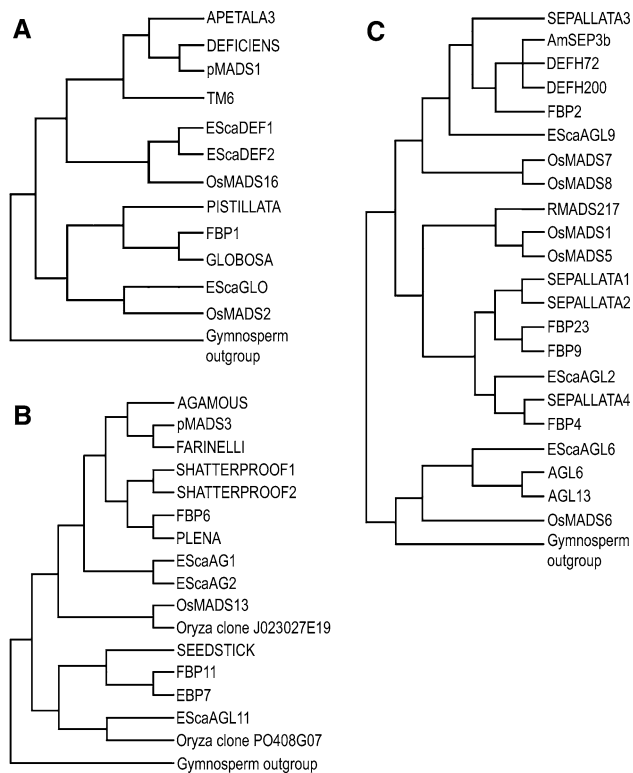 A
APETALA3
DEFICIENS
pMADS1
TM6
EScaDEF1
EScaDEF2
OsMADS16
PISTILLATA
FBP1
GLOBOSA
EScaGLO
OsMADS2
Gymnosperm
outgroup
B
AGAMOUS
pMADS3
FARINELLI
SHATTERPROOF1
SHATTERPROOF2
FBP6
PLENA
EScaAG1
EScaAG2
OsMADS13
Oryza clone J023027E19
SEEDSTICK
FBP11
EBP7
EScaAGL11
Oryza clone PO408G07
Gymnosperm outgroup
C
SEPALLATA3
AmSEP3b
DEFH72
DEFH200
FBP2
EScaAGL9
OsMADS7
OsMADS8
RMADS217
OsMADS1
OsMADS5
SEPALLATA1
SEPALLATA2
FBP23
FBP9
EScaAGL2
SEPALLATA4
FBP4
EScaAGL6
AGL6
AGL13
OsMADS6
Gymnosperm
outgroup